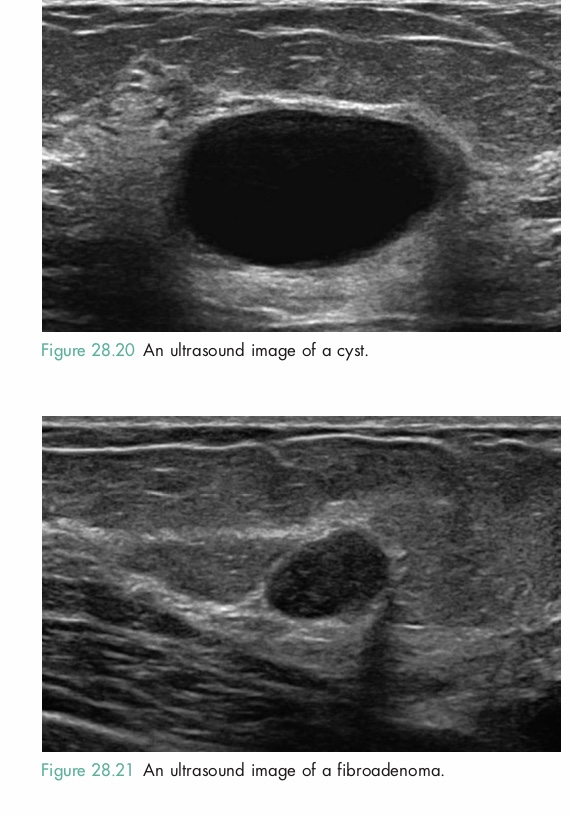 Figure 28.20 An ultrasound image of a cyst.
Figure 28.21 An ultrasound image of a fibroadenoma.